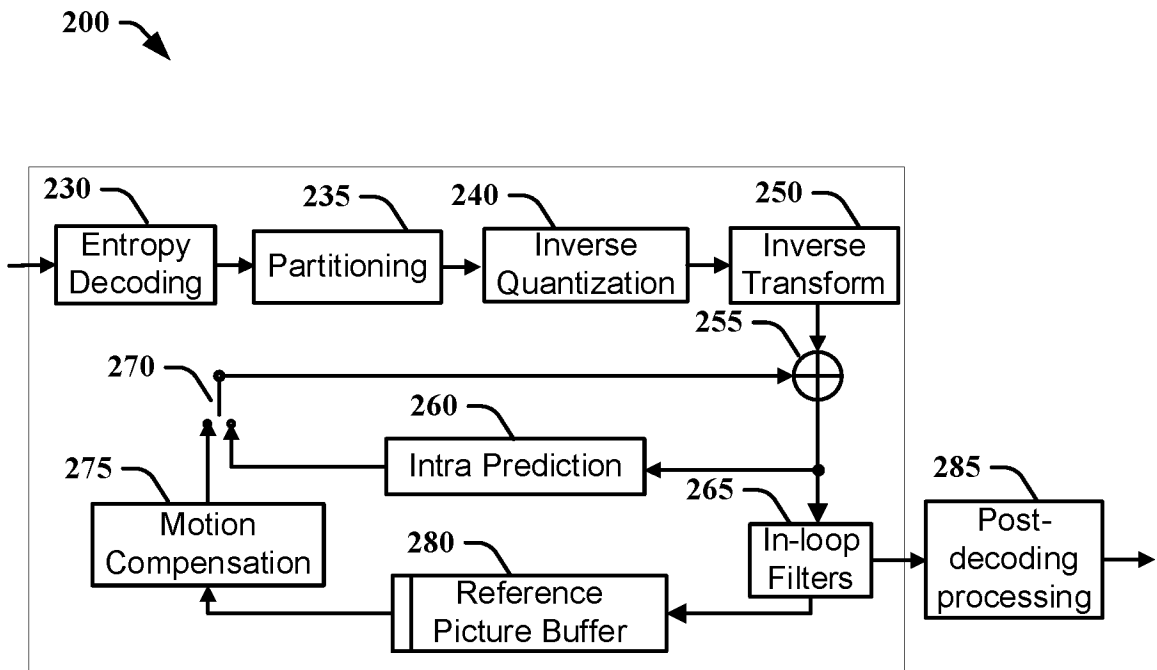 200
230
235
240
250
Entropy
Decoding
Partitioning
Inverse
Quantization
Inverse
Transform
255
270
260
Intra Prediction
275
265
285
Motion
Compensation
280
In-loop
Filters
Post-
decoding
processing
Reference
Picture Buffer